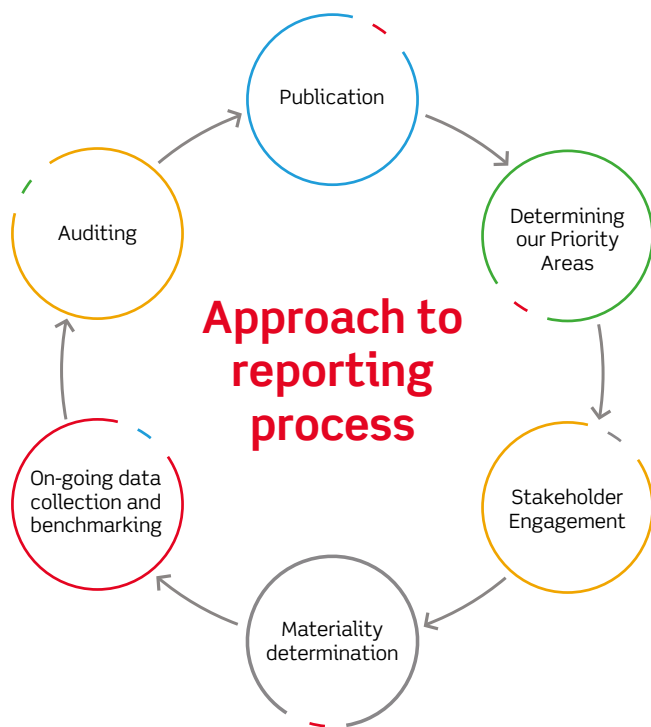 Publication
Determining
our Priority
Areas
Stakeholder
Engagement
Materiality
determination
On-going data
collection and
benchmarking
Auditing
Approach to
reporting
process